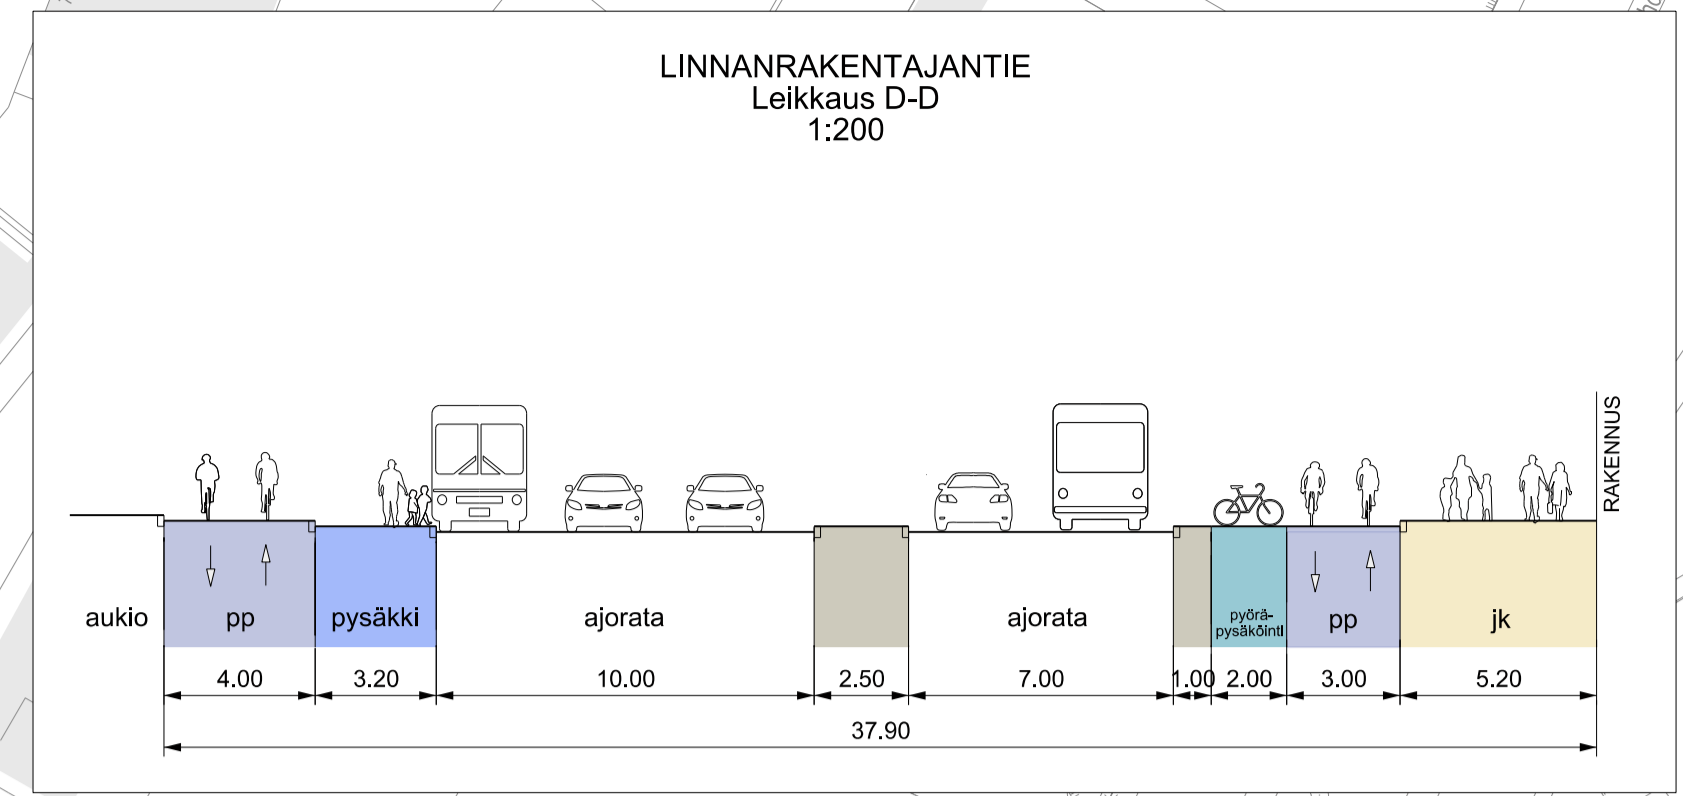 LINNANRAKENTAJANTIE
Leikkaus D-D
1:200
RAKENNUS
aukio
pp
pysäkki
ajorata
ajorata
pyörä-
pysäköinti
pp
jk
4.00
3.20
10.00
2.50
7.00
1.00
2.00
3.00
5.20
37.90